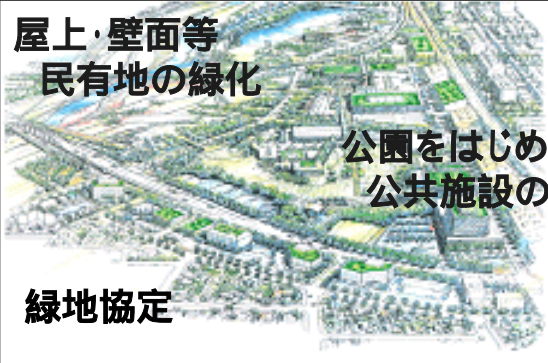 屋上・壁面等
民有地の緑化
公園をはじめ
公共施設の
緑地協定